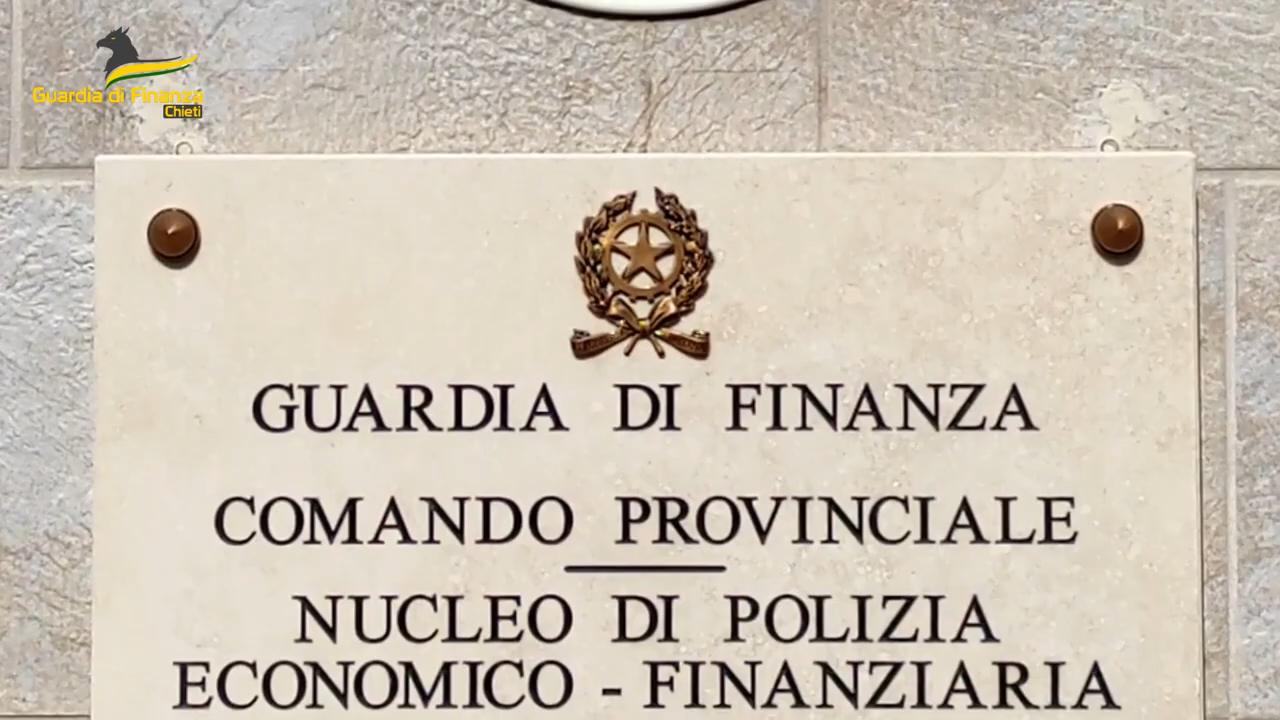 Guardia di Finanza
Chieti
GUARDIA DI FINANZA
COMANDO PROVINCIALE
NUCLEO DI POLIZIA
ECONOMICO - FINANZIARIA